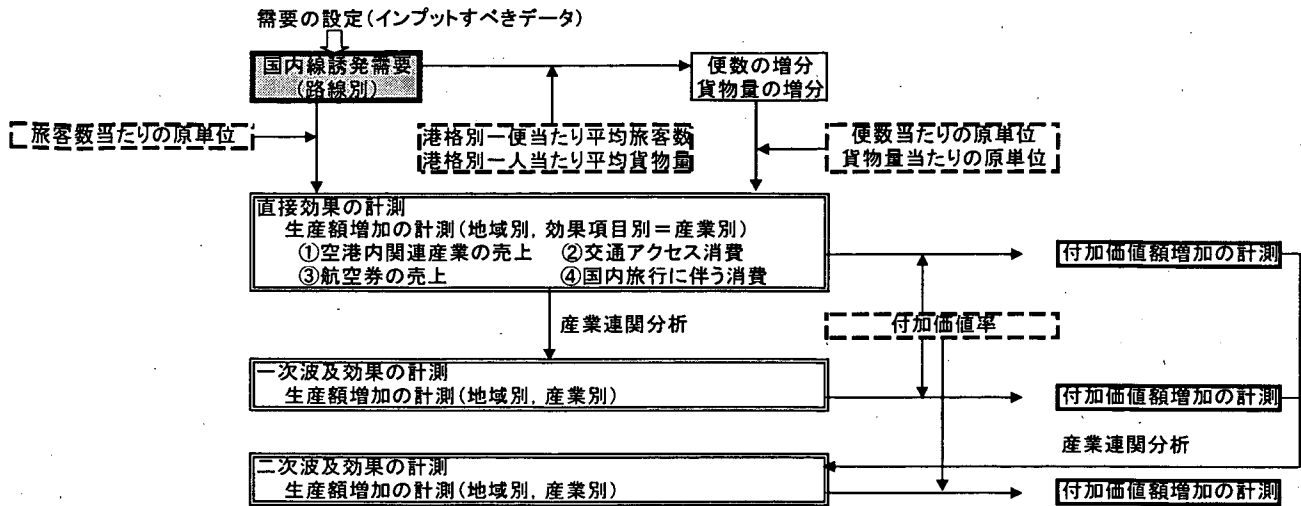 需要の設定(インプットすべきデータ)
国内線誘発需要
(路線別)
便数の増分
貨物量の増分
旅客数当たりの原単位
港格別一便当たり平均旅客数
港格別一人当たり平均貨物量
便数当たりの原単位
貨物量当たりの原単位
直接効果の計測
生産額増加の計測(地域別, 効果項目別=産業別)
①空港内関連産業の売上 ②交通アクセス消費
③航空券の売上 ④国内旅行に伴う消費
付加価値額増加の計測
産業連関分析
付加価値率
一次波及効果の計測
生産額増加の計測(地域別, 産業別)
付加価値額増加の計測
産業連関分析
二次波及効果の計測
生産額増加の計測(地域別, 産業別)
付加価値額増加の計測